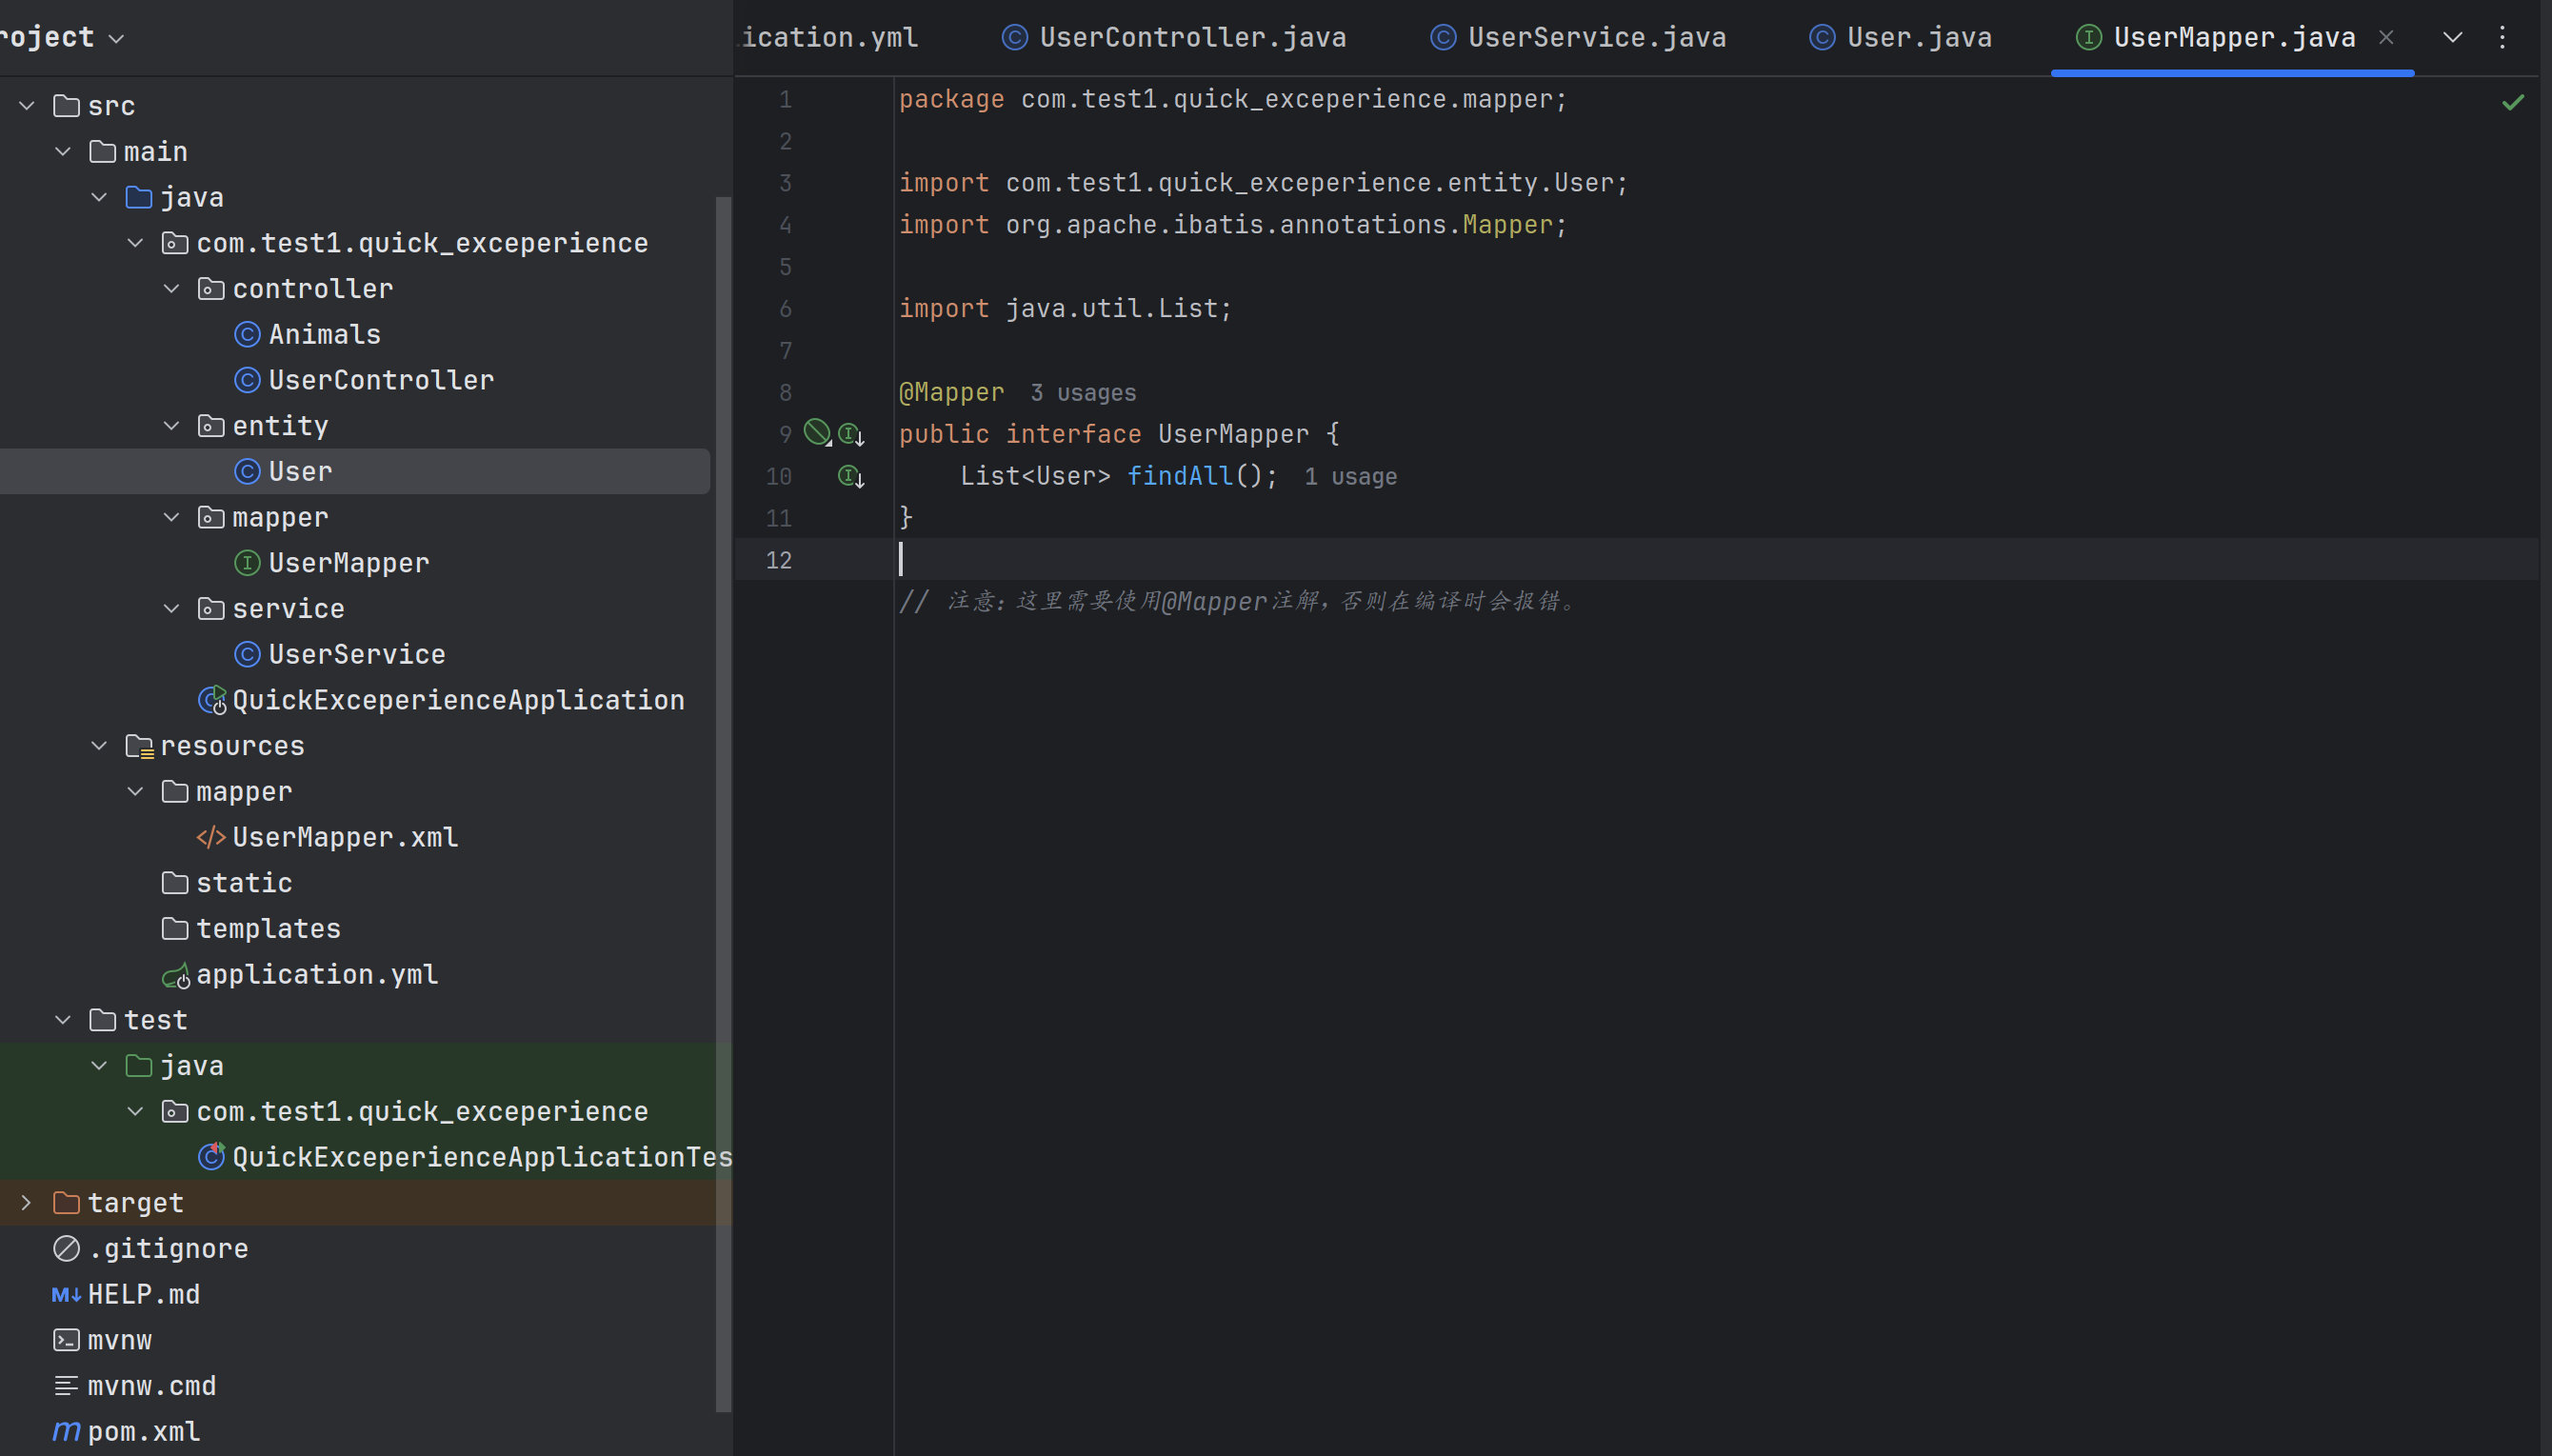 roject
src
main
java
com.test1.quick_exceperience
controller
Animals
UserController
entity
User
mapper
UserMapper
service
UserService
QuickExceperienceApplication
resources
mapper
UserMapper.xml
static
templates
application.yml
test
java
com.test1.quick_exceperience
QuickExceperienceApplicationTes
target
.gitignore
HELP.md
mvnw
mvnw.cmd
pom.xml
ication.yml UserController.java UserService.java User.java UserMapper.java
1 package com.test1.quick_exceperience.mapper;
2
3 import com.test1.quick_exceperience.entity.User;
4 import org.apache.ibatis.annotations.Mapper;
5
6 import java.util.List;
7
8 @Mapper 3 usages
9 public interface UserMapper {
10 List<User> findAll(); 1 usage
11 }
12
// 注意：这里需要使用@Mapper注解，否则在编译时会报错。